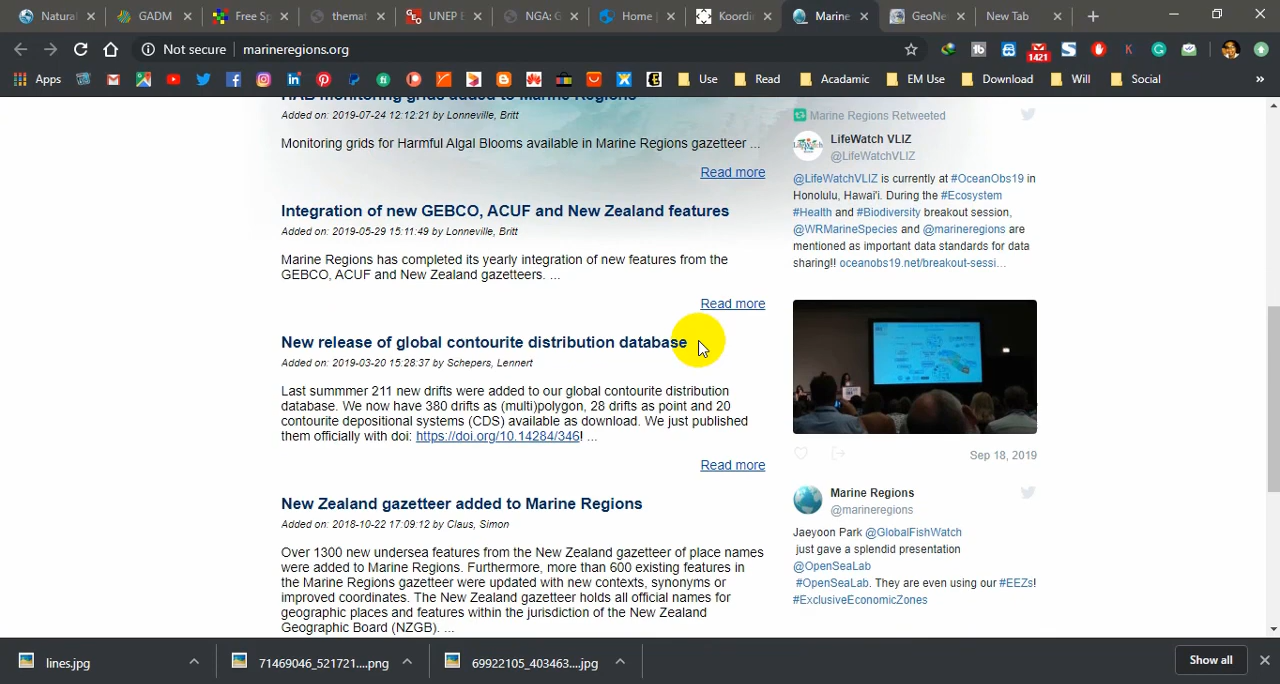 Natural
GADM
Free Sp
themat
UNEP E
NGA: G
Home |
Koordi
Marine
GeoNe
New Tab
Not secure
marineregions.org
1421
Apps
Use
Read
Acadamic
EM Use
Download
Will
Social
»
HAB monitoring grids added to Marine Regions
Added on: 2019-07-24 12:12:21 by Lonneville, Britt
Monitoring grids for Harmful Algal Blooms available in Marine Regions gazetteer ...
Read more
Integration of new GEBCO, ACUF and New Zealand features
Added on: 2019-05-29 15:11:49 by Lonneville, Britt
Marine Regions has completed its yearly integration of new features from the
GEBCO, ACUF and New Zealand gazetteers. ...
Read more
New release of global contourite distribution database
Added on: 2019-03-20 15:28:37 by Schepers, Lennert
Last summmer 211 new drifts were added to our global contourite distribution
database. We now have 380 drifts as (multi)polygon, 28 drifts as point and 20
contourite depositional systems (CDS) available as download. We just published
them officially with doi: https://doi.org/10.14284/346! ...
Read more
New Zealand gazetteer added to Marine Regions
Added on: 2018-10-22 17:09:12 by Claus, Simon
Over 1300 new undersea features from the New Zealand gazetteer of place names
were added to Marine Regions. Furthermore, more than 600 existing features in
the Marine Regions gazetteer were updated with new contexts, synonyms or
improved coordinates. The New Zealand gazetteer holds all official names for
geographic places and features within the jurisdiction of the New Zealand
Geographic Board (NZGB). ...
Marine Regions Retweeted
LifeWatch VLIZ
@LifeWatchVLIZ
@LifeWatchVLIZ is currently at #OceanObs19 in
Honolulu, Hawai'i. During the #Ecosystem
#Health and #Biodiversity breakout session,
@WRMarineSpecies and @marineregions are
mentioned as important data standards for data
sharing!! oceanobs19.net/breakout-sessi…
Sep 18, 2019
Marine Regions
@marineregions
Jaeyoon Park @GlobalFishWatch
just gave a splendid presentation
@OpenSeaLab
#OpenSeaLab. They are even using our #EEZs!
#ExclusiveEconomicZones
lines.jpg
71469046_521721....png
69922105_403463....jpg
Show all